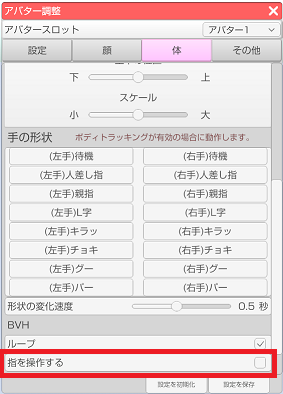 アバター調整
アバタースロット アバター1
設定 顔 体 その他
下 上
スケール
小 大
手の形状 ボディトラッキングが有効の場合に動作します。
(左手)待機 (右手)待機
(左手)人差し指 (右手)人差し指
(左手)親指 (右手)親指
(左手)L字 (右手)L字
(左手)キラッ (右手)キラッ
(左手)チョキ (右手)チョキ
(左手)グー (右手)グー
(左手)パー (右手)パー
形状の変化速度 0.5 秒
BVH
ループ
指を操作する
設定を初期化 設定を保存